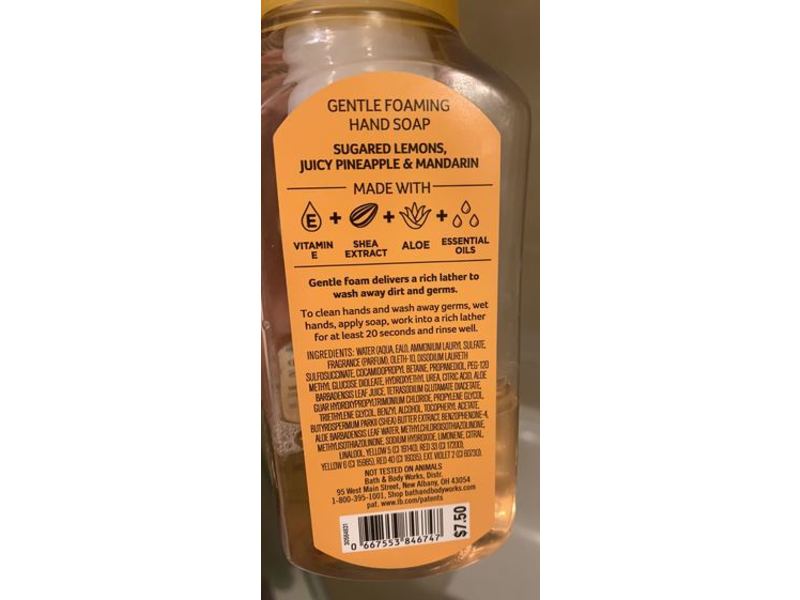 GENTLE FOAMING
HAND SOAP
SUGARED LEMONS,
JUICY PINEAPPLE & MANDARIN
MADE WITH
E + + +
VITAMIN E SHEA EXTRACT ALOE ESSENTIAL OILS
Gentle foam delivers a rich lather to
wash away dirt and germs.
To clean hands and wash away germs, wet
hands, apply soap, work into a rich lather
for at least 20 seconds and rinse well.
INGREDIENTS: WATER (AQUA, EAU), AMMONIUM LAURYL SULFATE,
FRAGRANCE (PARFUM), OLETH-10, DISODIUM LAURETH
SULFOSUCCINATE, COCAMIDOPROPYL BETAINE, PROPANEDIOL, PEG-120
METHYL GLUCOSE DIOLEATE, HYDROXYETHYL UREA, CITRIC ACID, ALOE
BARBADENSIS LEAF JUICE, TETRASODIUM GLUTAMATE DIACETATE,
GUAR HYDROXYPROPYLTRIMONIUM CHLORIDE, PROPYLENE GLYCOL,
TRIETHYLENE GLYCOL, BENZYL ALCOHOL, TOCOPHERYL ACETATE,
BUTYROSPERMUM PARKII (SHEA) BUTTER EXTRACT, BENZOPHENONE-4,
ALOE BARBADENSIS LEAF WATER, METHYLCHLOROISOTHIAZOLINONE,
METHYLISOTHIAZOLINONE, SODIUM HYDROXIDE, LIMONENE, CITRAL,
LINALOOL, YELLOW 5 (CI 19140), RED 33 (CI 17200),
YELLOW 6 (CI 15985), RED 40 (CI 16035), EXT. VIOLET 2 (CI 60730).
NOT TESTED ON ANIMALS
Bath & Body Works, Distr.
95 West Main Street, New Albany, OH 43054
1-800-395-1001, Shop bathandbodyworks.com
pat. www.lb.com/patents
30564831
0 667553 846747
$7.50